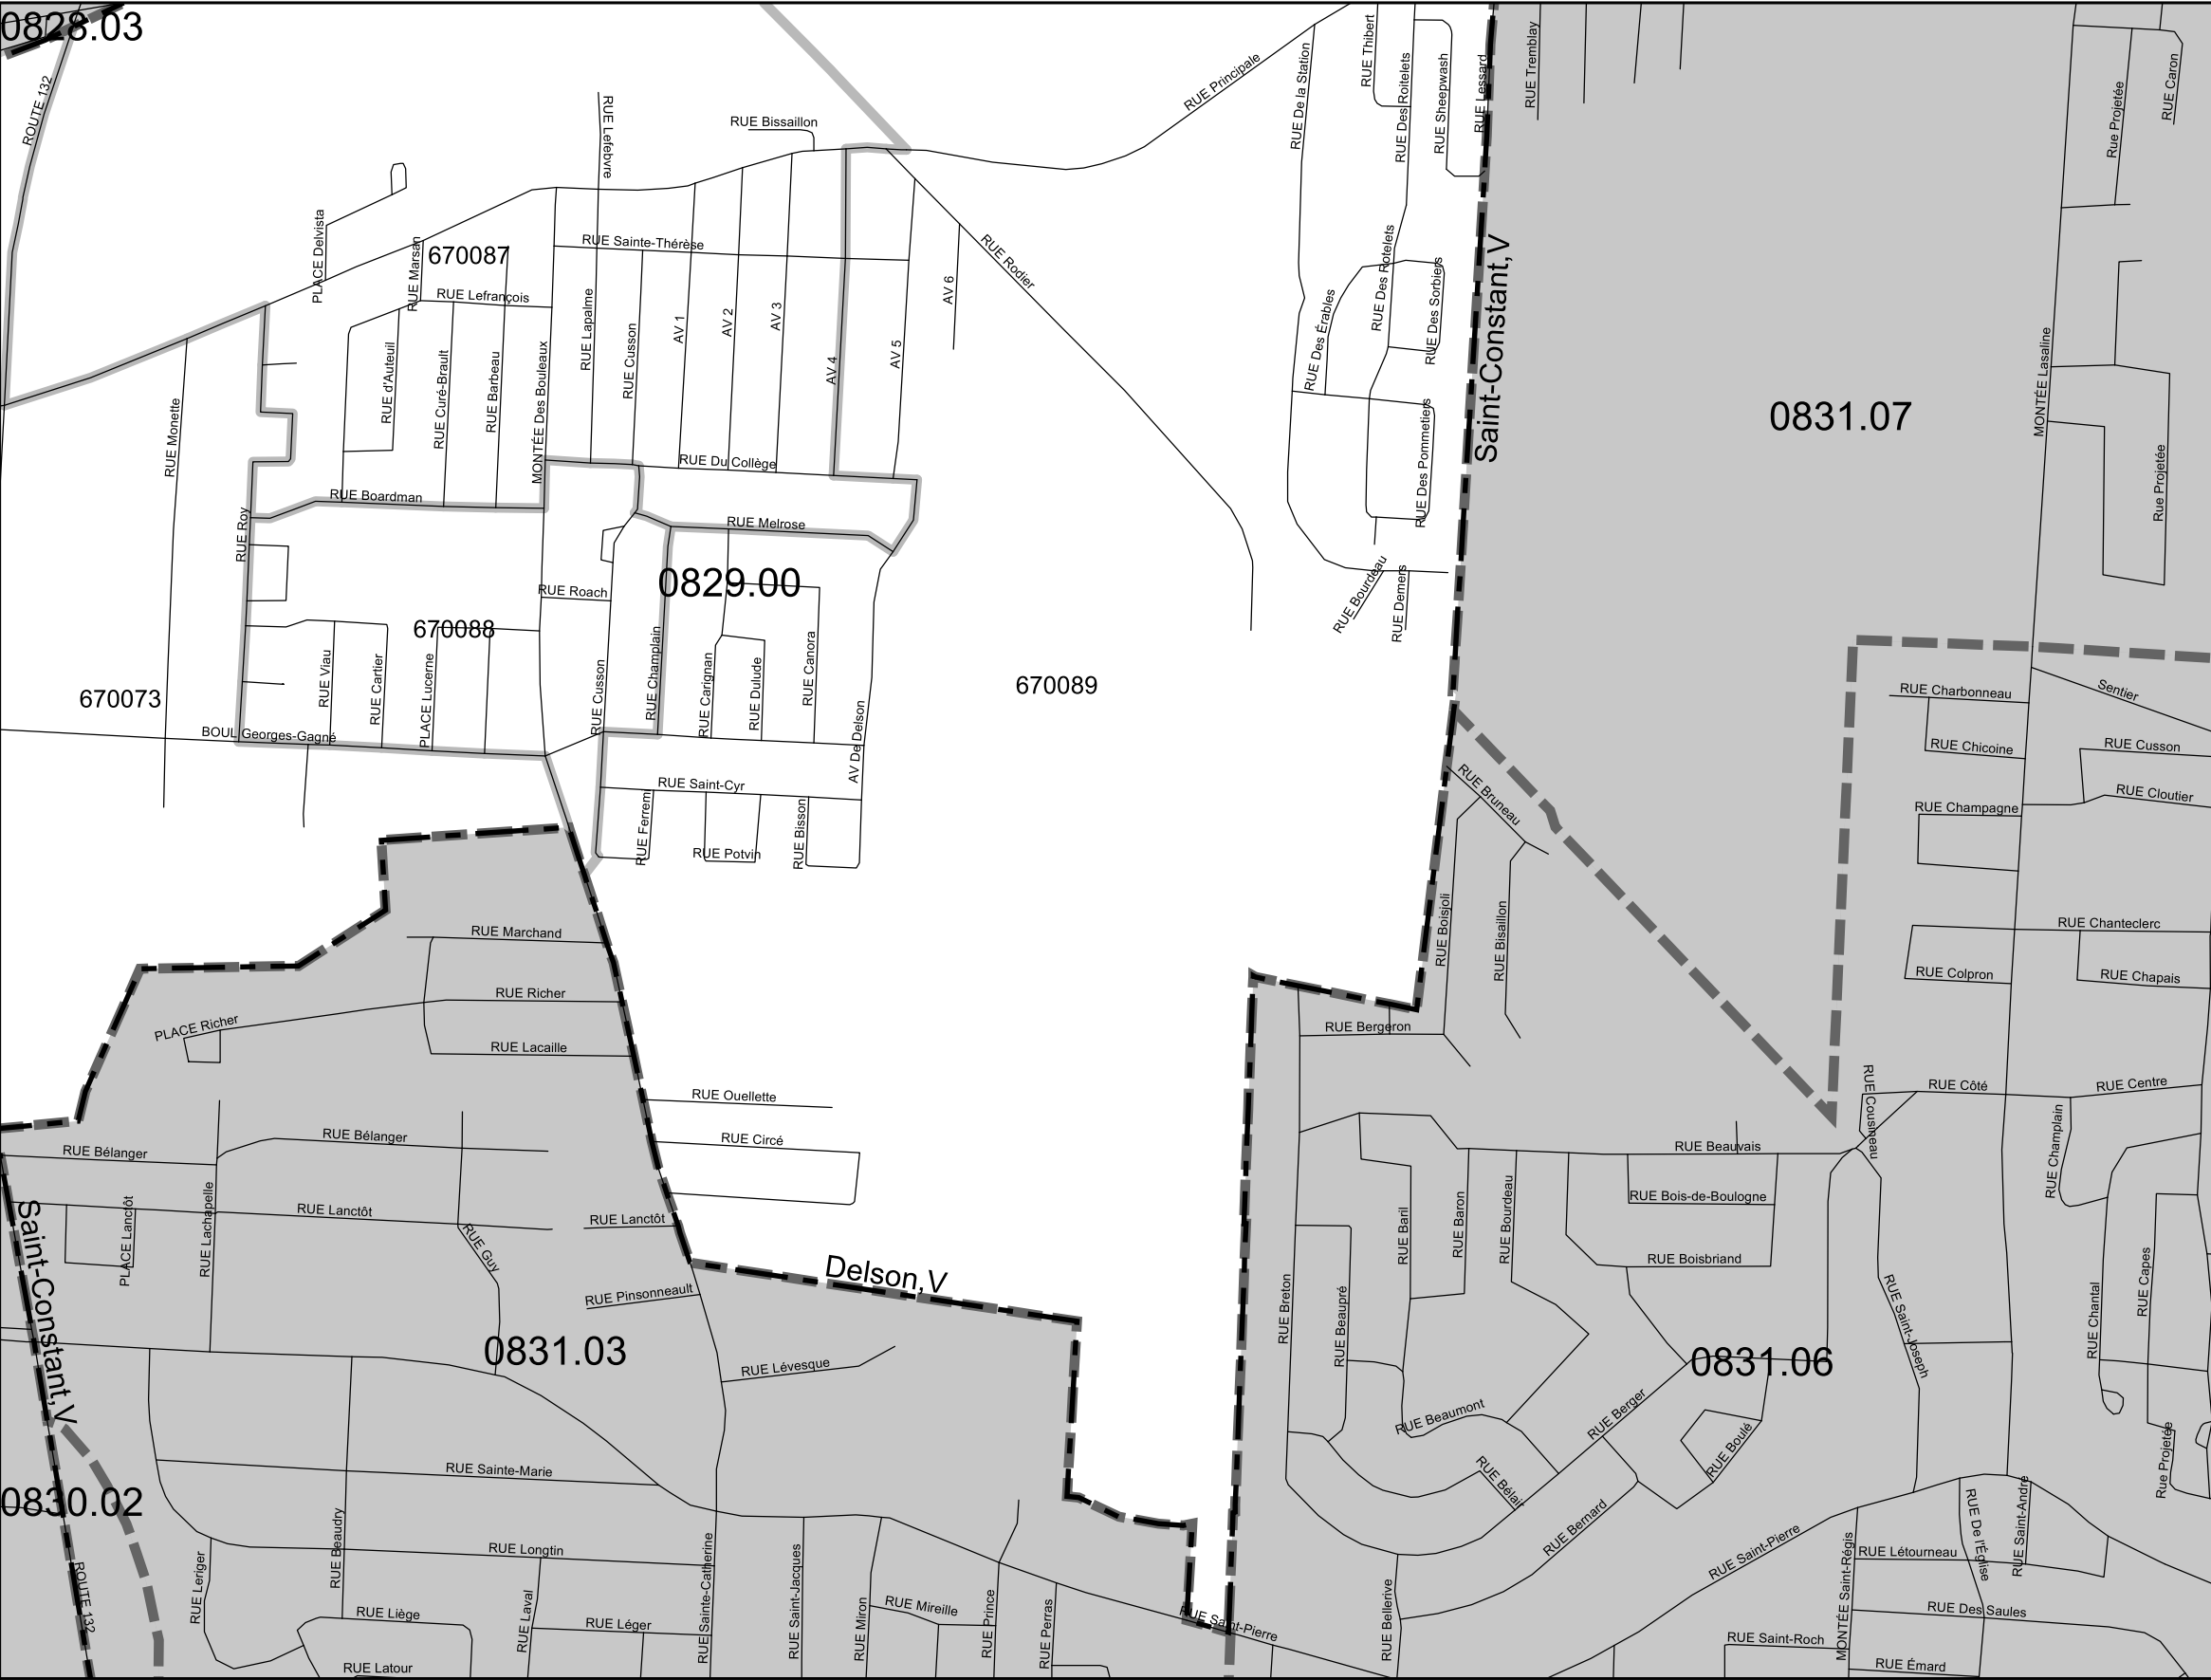 0828.03
ROUTE 132
RUE Lefebvre
RUE Bissaillon
RUE Principale
RUE De la Station
RUE Thibert
RUE Des Roitelets
RUE Sheepwash
RUE Lessard
RUE Tremblay
Rue Projetée
RUE Caron
PLACE Delvista
RUE Marsan
670087
RUE Sainte-Thérèse
RUE Rodier
Saint-Constant,V
RUE Lefrançois
RUE Lapalme
RUE Cusson
AV 1
AV 2
AV 3
AV 4
AV 5
AV 6
RUE Des Érables
RUE Des Rotelets
RUE Des Sorbiers
0831.07
MONTÉE Lasaline
RUE Monette
RUE d'Auteuil
RUE Curé-Brault
RUE Barbeau
MONTÉE Des Bouleaux
RUE Du Collège
RUE Des Pommetiers
Rue Projetée
RUE Boardman
RUE Roy
RUE Melrose
0829.00
RUE Roach
RUE Bourdeau
RUE Demers
670088
RUE Viau
RUE Cartier
PLACE Lucerne
RUE Cusson
RUE Champlain
RUE Carignan
RUE Dulude
RUE Canora
670089
670073
BOUL Georges-Gagné
AV De Delson
RUE Charbonneau
Sentier
RUE Chicoine
RUE Cusson
RUE Saint-Cyr
RUE Bruneau
RUE Champagne
RUE Cloutier
RUE Ferrem
RUE Potvin
RUE Bisson
RUE Boisjoli
RUE Bisaillon
RUE Marchand
RUE Chanteclerc
RUE Richer
RUE Colpron
RUE Chapais
PLACE Richer
RUE Lacaille
RUE Bergeron
RUE Ouellette
RUE Cousineau
RUE Côté
RUE Centre
RUE Bélanger
RUE Bélanger
RUE Circé
RUE Beauvais
RUE Champlain
Saint-Constant,V
PLACE Lanctôt
RUE Lachapelle
RUE Lanctôt
RUE Guy
RUE Lanctôt
RUE Baril
RUE Baron
RUE Bourdeau
RUE Bois-de-Boulogne
RUE Boisbriand
Delson,V
RUE Pinsonneault
RUE Breton
RUE Beaupré
RUE Saint-Joseph
RUE Chantal
RUE Capes
0831.03
RUE Lévesque
0831.06
RUE Beaumont
RUE Berger
RUE Boulé
RUE Bélair
Rue Projetée
RUE Sainte-Marie
0830.02
ROUTE 132
RUE Beaudry
RUE Longtin
RUE Leriger
RUE Laval
RUE Sainte-Catherine
RUE Saint-Jacques
RUE Miron
RUE Mireille
RUE Prince
RUE Perras
RUE Saint-Pierre
RUE Bellerive
RUE Bernard
RUE Saint-Pierre
MONTÉE Saint-Régis
RUE Létourneau
RUE De l'Église
RUE Saint-André
RUE Des Saules
RUE Liège
RUE Léger
RUE Latour
RUE Saint-Roch
RUE Émard